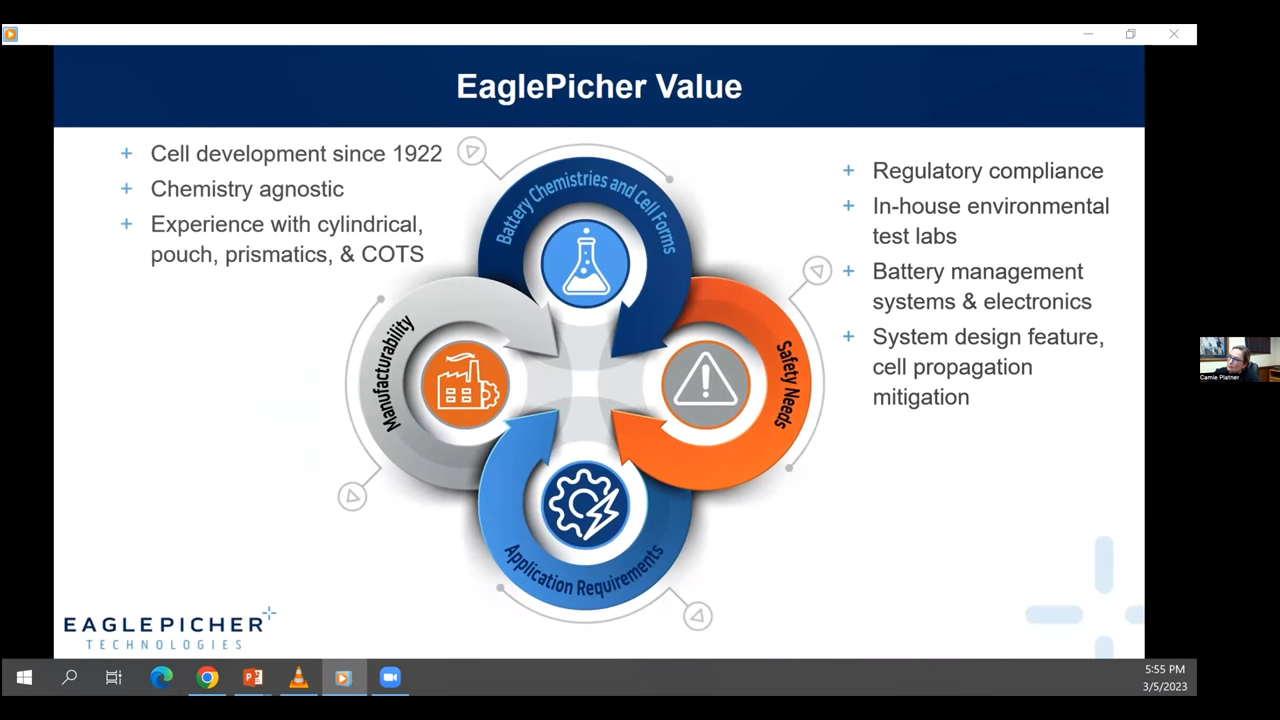 EaglePicher Value
+ Cell development since 1922
+ Chemistry agnostic
+ Experience with cylindrical,
pouch, prismatics, & COTS
Battery Chemistries and Cell Forms
Manufacturability
Safety Needs
Application Requirements
+ Regulatory compliance
+ In-house environmental
test labs
+ Battery management
systems & electronics
+ System design feature,
cell propagation
mitigation
Camie Platner
EAGLEPICHER
TECHNOLOGIES
5:55 PM
3/5/2023